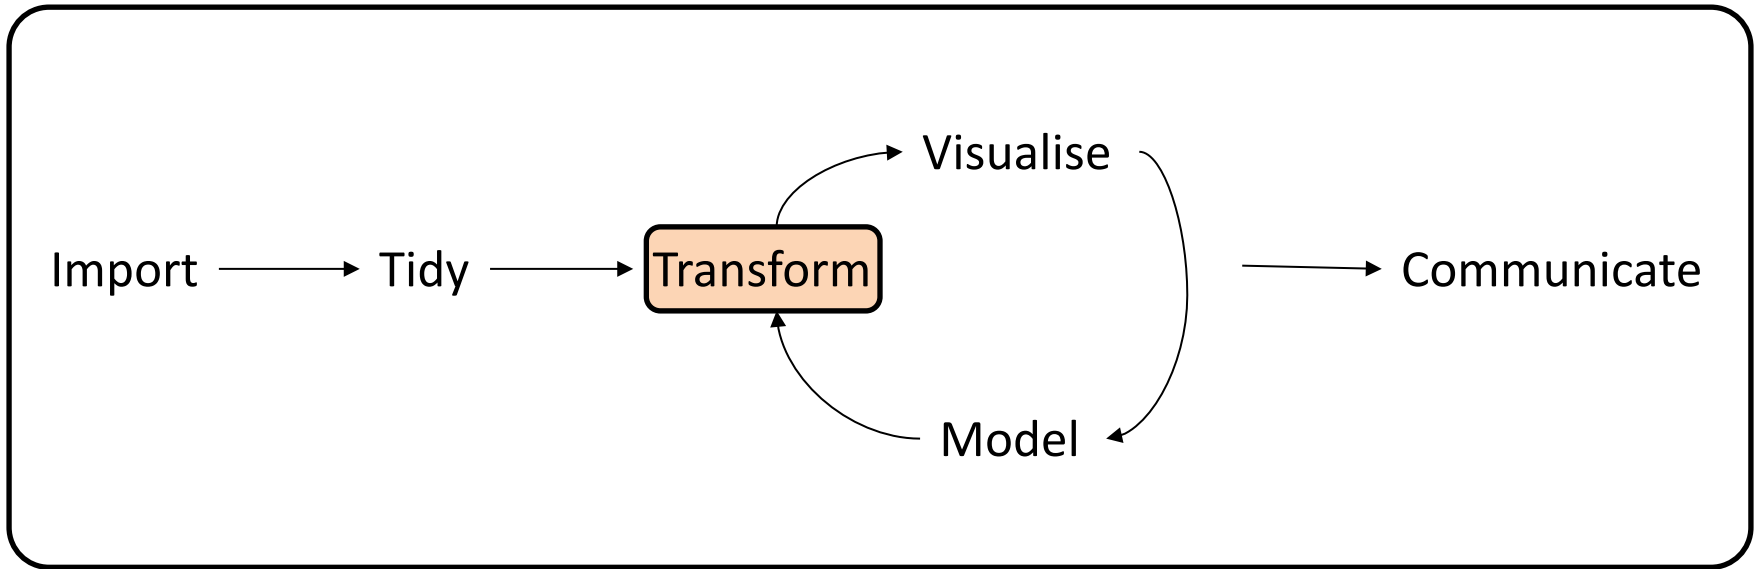 Import
Tidy
Transform
Visualise
Model
Communicate